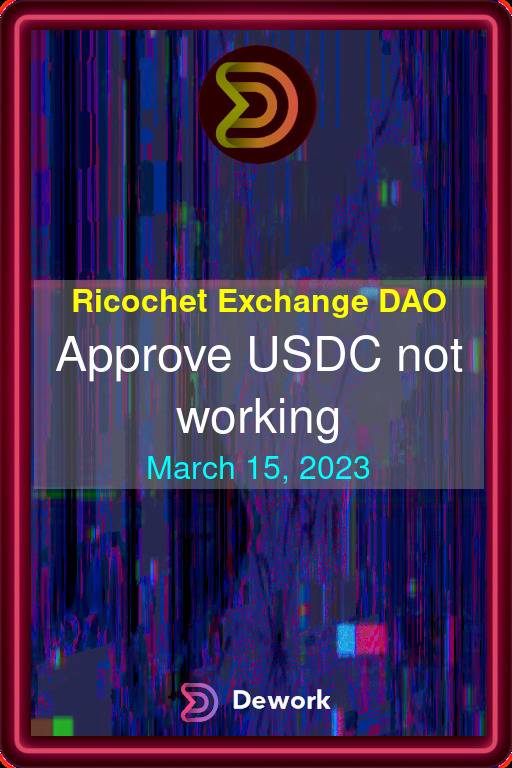 Ricochet Exchange DAO
Approve USDC not
working
March 15, 2023
Dework